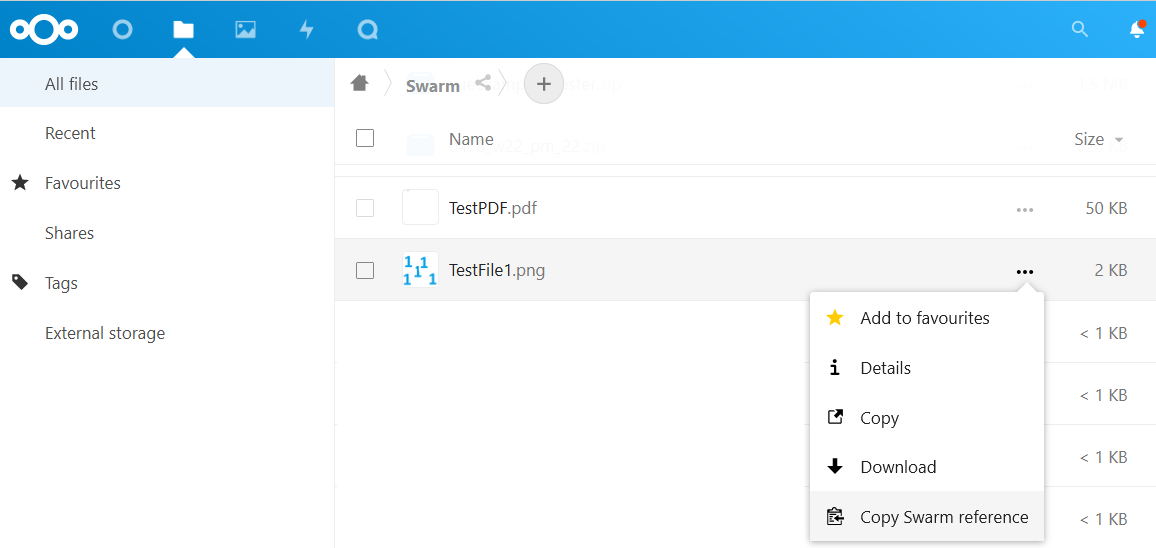 All files
Recent
Favourites
Shares
Tags
External storage
Swarm
Name
Size
TestPDF.pdf
50 KB
TestFile1.png
2 KB
Add to favourites
< 1 KB
Details
< 1 KB
Copy
< 1 KB
Download
Copy Swarm reference
< 1 KB